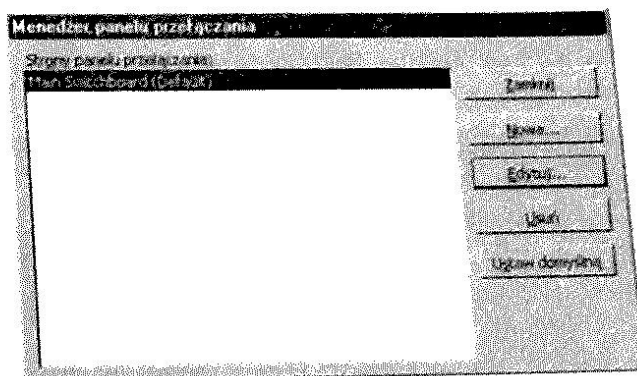 Menedżer panelu przełączania
Strony panelu przełączania:
Main Switchboard (Default)
Zamknij
Nowa...
Edytuj...
Usuń
Ustaw domyślną